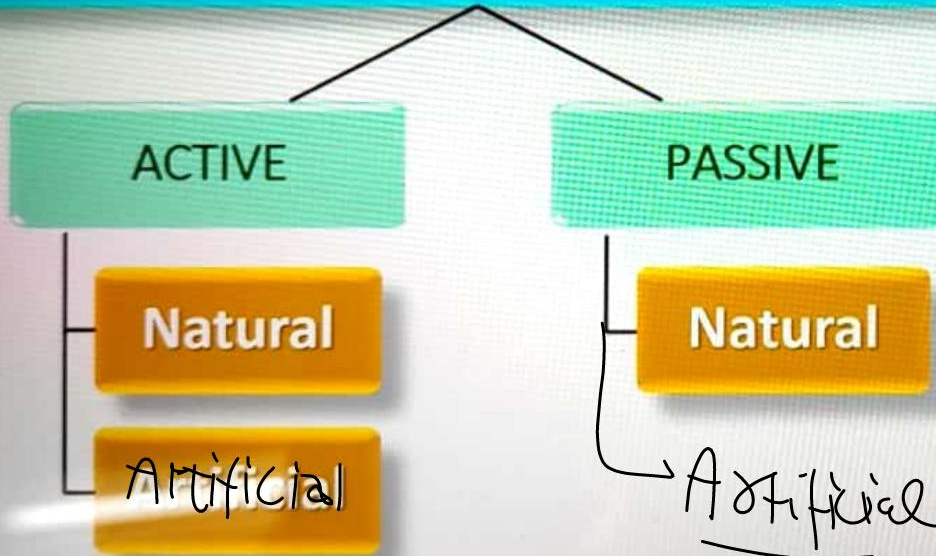 ACTIVE
PASSIVE
Natural
Natural
Artificial
Artificial